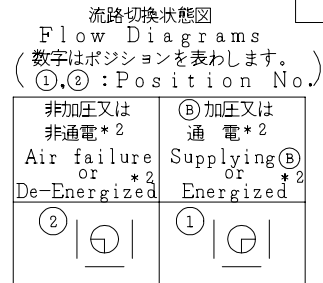 流路切換状態図
Flow Diagrams
(数字はポジションを表わします。
①,②:Position No.)
非加圧又は
非通電*2
Air failure
or *2
De-Energized
Ⓑ加圧又は
通 電*2
Supplyingⓑ
or *2
Energized
②
①